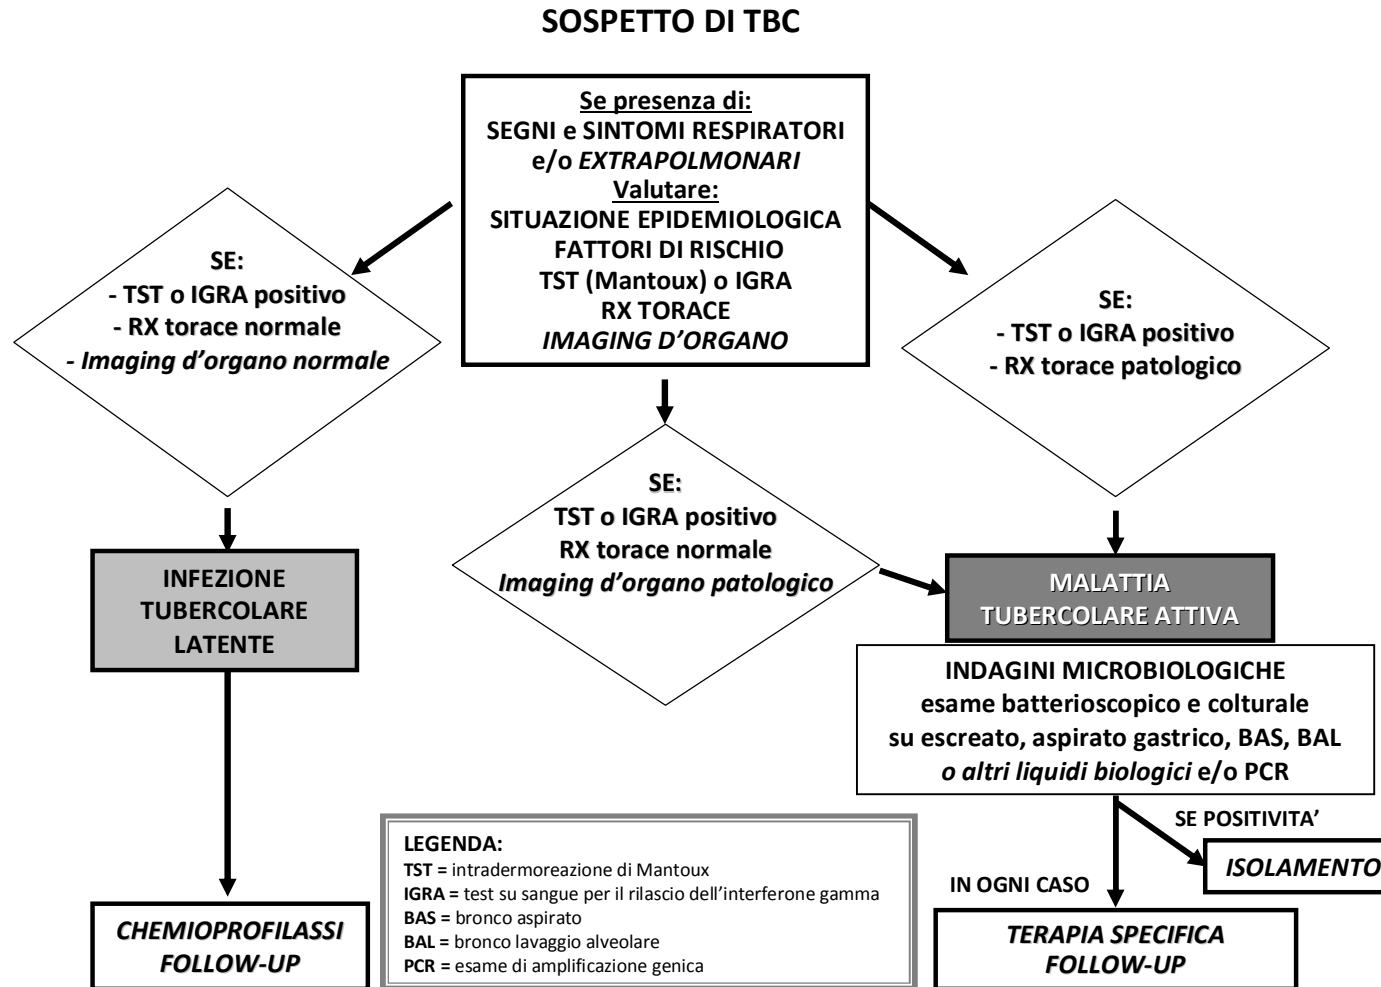 SOSPETTO DI TBC
Se presenza di:
SEGNI e SINTOMI RESPIRATORI
e/o EXTRAPOLMONARI
Valutare:
SITUAZIONE EPIDEMIOLOGICA
FATTORI DI RISCHIO
TST (Mantoux) o IGRA
RX TORACE
IMAGING D’ORGANO
SE:
- TST o IGRA positivo
- RX torace normale
- Imaging d’organo normale
SE:
TST o IGRA positivo
RX torace normale
Imaging d’organo patologico
SE:
- TST o IGRA positivo
- RX torace patologico
INFEZIONE
TUBERCOLARE
LATENTE
MALATTIA
TUBERCOLARE ATTIVA
INDAGINI MICROBIOLOGICHE
esame batterioscopico e colturale
su escreato, aspirato gastrico, BAS, BAL
o altri liquidi biologici e/o PCR
SE POSITIVITA’
ISOLAMENTO
IN OGNI CASO
TERAPIA SPECIFICA
FOLLOW-UP
CHEMIOPROFILASSI
FOLLOW-UP
LEGENDA:
TST = intradermoreazione di Mantoux
IGRA = test su sangue per il rilascio dell’interferone gamma
BAS = bronco aspirato
BAL = bronco lavaggio alveolare
PCR = esame di amplificazione genica